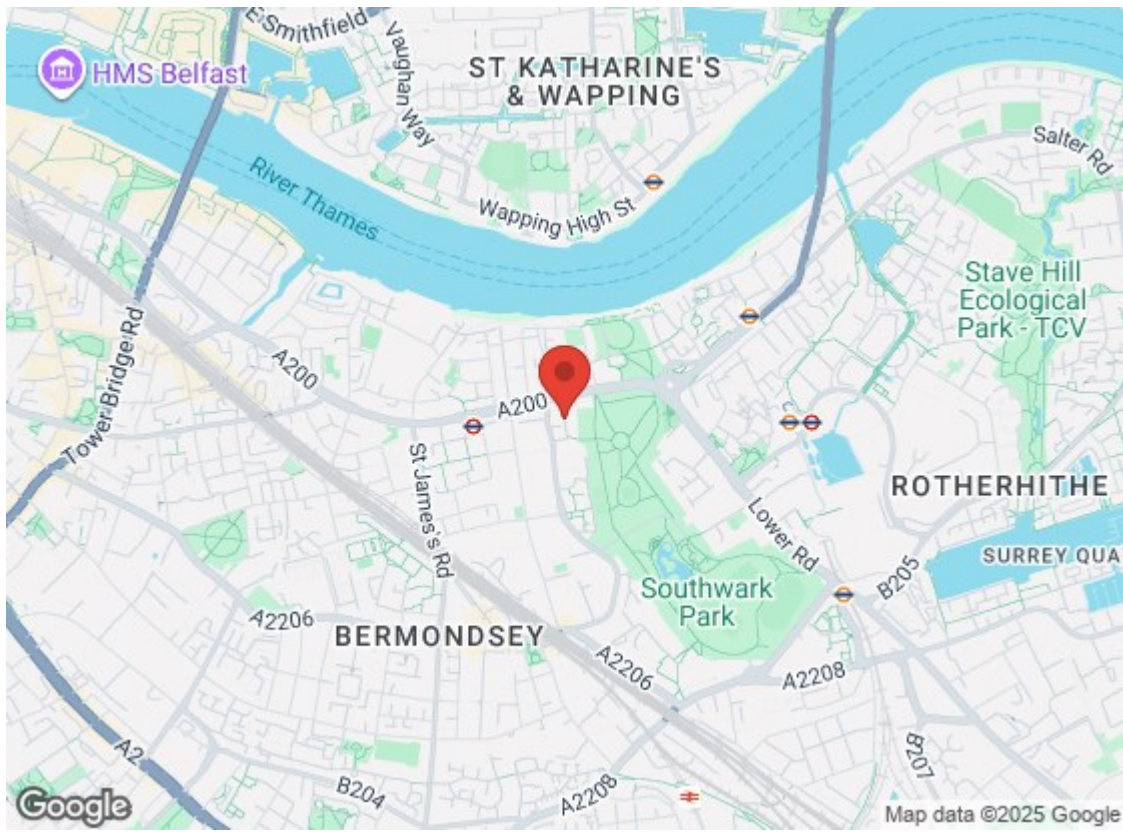 E Smithfield
Vaughan Way
HMS Belfast
ST KATHARINE'S
& WAPPING
Salter Rd
River Thames
Wapping High St
Stave Hill
Ecological
Park - TCV
Tower Bridge Rd
A200
A200
St James's Rd
ROTHERHITHE
Lower Rd
SURREY QUA
B205
Southwark
Park
A2206
BERMONDSEY
A2206
A2208
A2
B207
B204
A2208
Google
Map data ©2025 Google